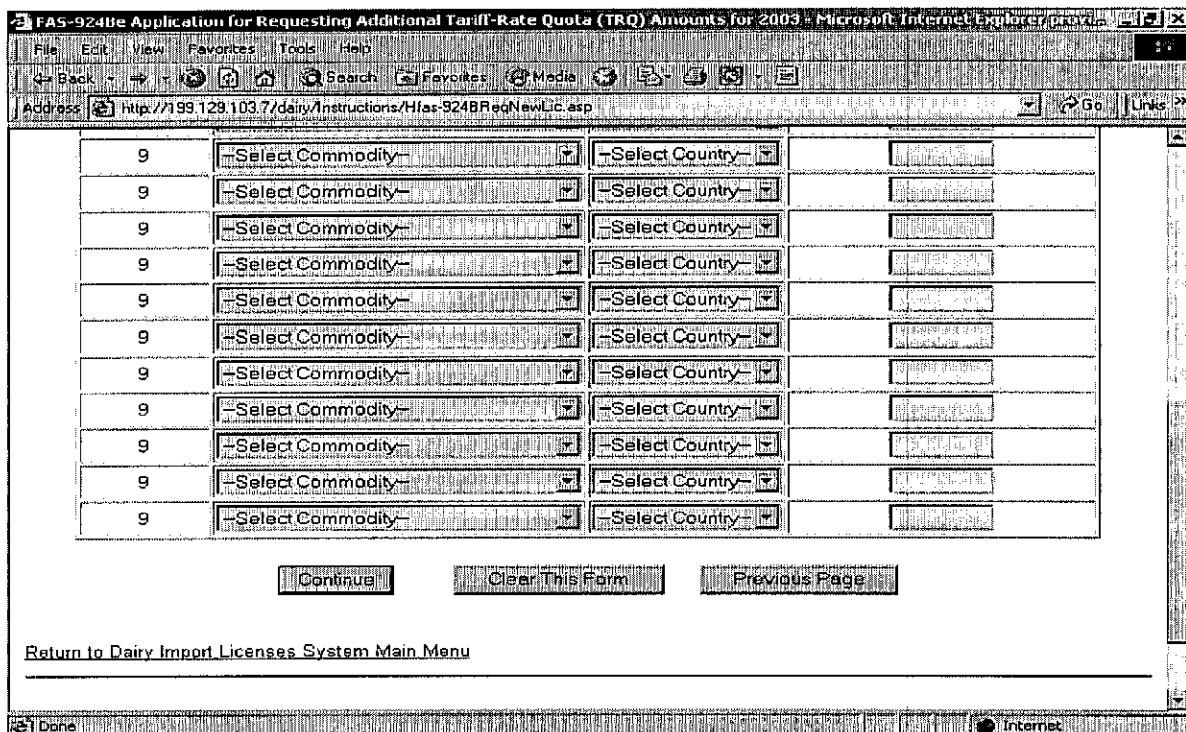 FAS-924Be Application for Requesting Additional Tariff-Rate Quota (TRQ) Amounts for 2003 - Microsoft Internet Explorer provi...
File Edit View Favorites Tools Help
Back Search Favorites Media
Address http://199.129.103.7/dairy/Instructions/Hfas-924BReqNewLic.asp Go Links »
9 --Select Commodity-- --Select Country--
9 --Select Commodity-- --Select Country--
9 --Select Commodity-- --Select Country--
9 --Select Commodity-- --Select Country--
9 --Select Commodity-- --Select Country--
9 --Select Commodity-- --Select Country--
9 --Select Commodity-- --Select Country--
9 --Select Commodity-- --Select Country--
9 --Select Commodity-- --Select Country--
9 --Select Commodity-- --Select Country--
9 --Select Commodity-- --Select Country--
Continue Clear This Form Previous Page
Return to Dairy Import Licenses System Main Menu
Done Internet